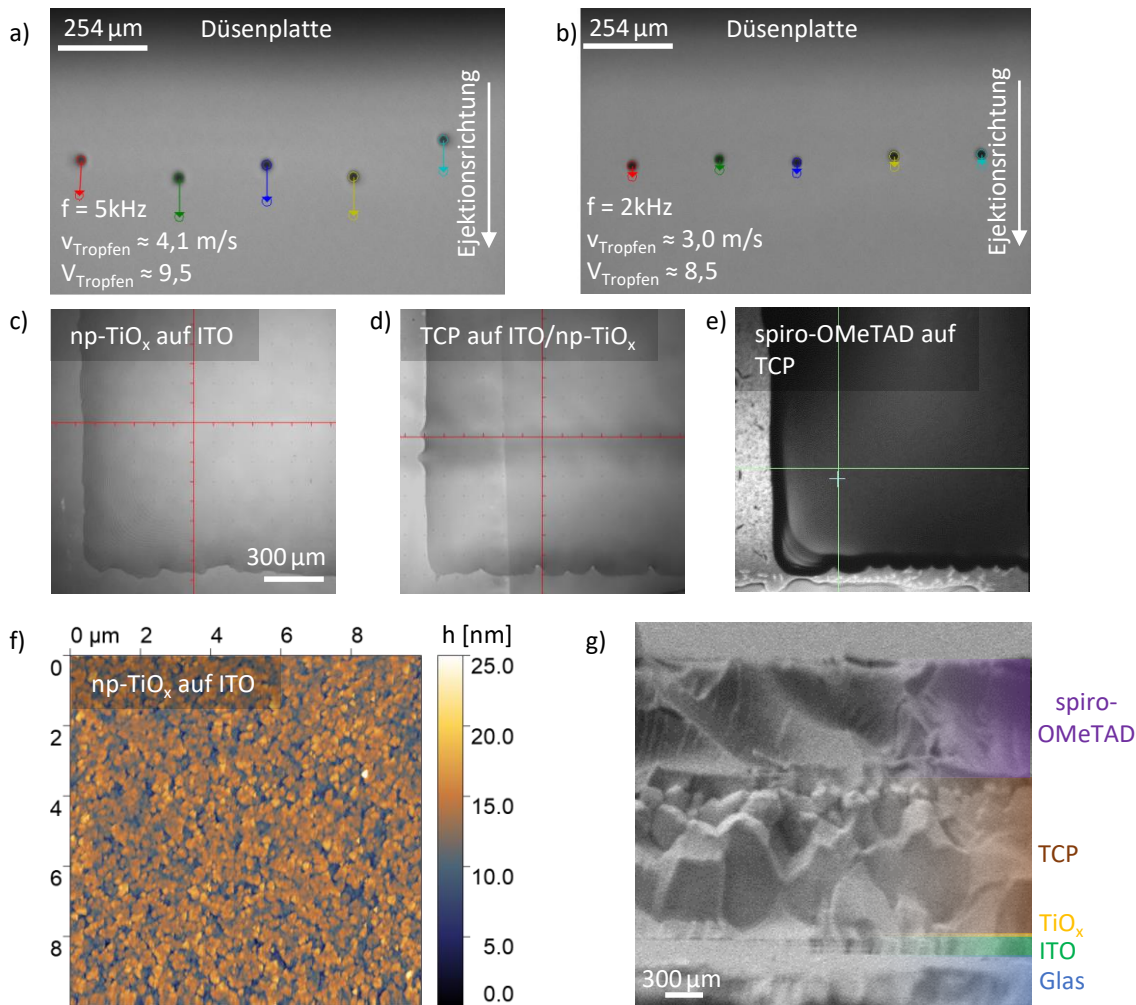 a)
254 µm
Düsenplatte
Ejektionsrichtung
f = 5kHz
vTropfen ≈ 4,1 m/s
VTropfen ≈ 9,5
b)
254 µm
Düsenplatte
Ejektionsrichtung
f = 2kHz
vTropfen ≈ 3,0 m/s
VTropfen ≈ 8,5
c)
np-TiOx auf ITO
300 µm
d)
TCP auf ITO/np-TiOx
e)
spiro-OMeTAD auf
TCP
f)
0 µm 2 4 6 8
h [nm]
np-TiOx auf ITO
0
2
4
6
8
25.0
20.0
15.0
10.0
5.0
0.0
g)
spiro-
OMeTAD
TCP
TiOx
ITO
Glas
300 µm